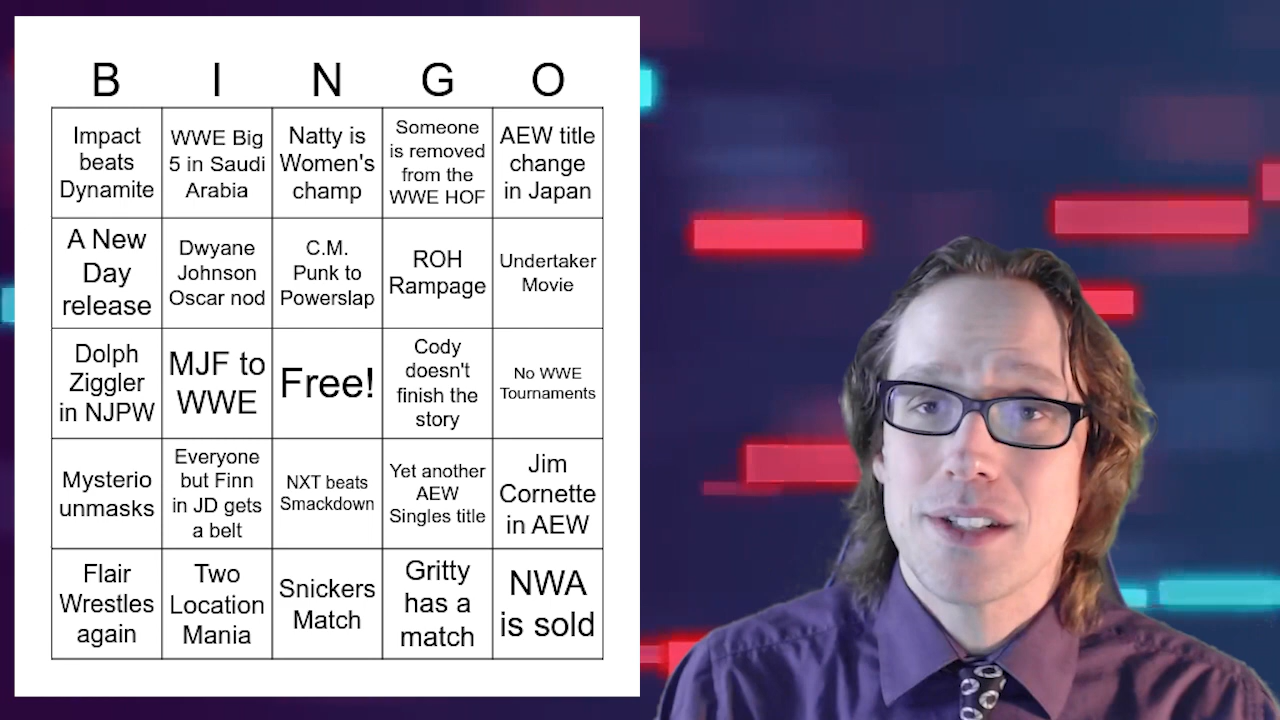 B I N G O
Impact
beats
Dynamite
WWE Big
5 in Saudi
Arabia
Natty is
Women's
champ
Someone
is removed
from the
WWE HOF
AEW title
change
in Japan
A New
Day
release
Dwyane
Johnson
Oscar nod
C.M.
Punk to
Powerslap
ROH
Rampage
Undertaker
Movie
Dolph
Ziggler
in NJPW
MJF to
WWE
Free!
Cody
doesn't
finish the
story
No WWE
Tournaments
Mysterio
unmasks
Everyone
but Finn
in JD gets
a belt
NXT beats
Smackdown
Yet another
AEW
Singles title
Jim
Cornette
in AEW
Flair
Wrestles
again
Two
Location
Mania
Snickers
Match
Gritty
has a
match
NWA
is sold